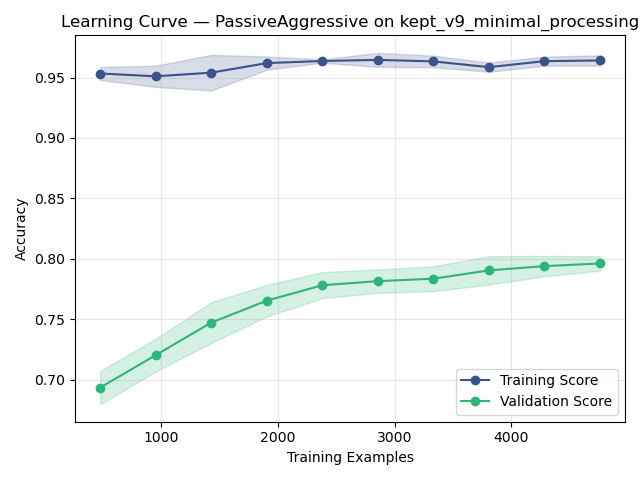 Learning Curve — PassiveAggressive on kept_v9_minimal_processing
0.95
0.90
0.85
0.80
0.75
0.70
Accuracy
1000
2000
3000
4000
Training Examples
Training Score
Validation Score